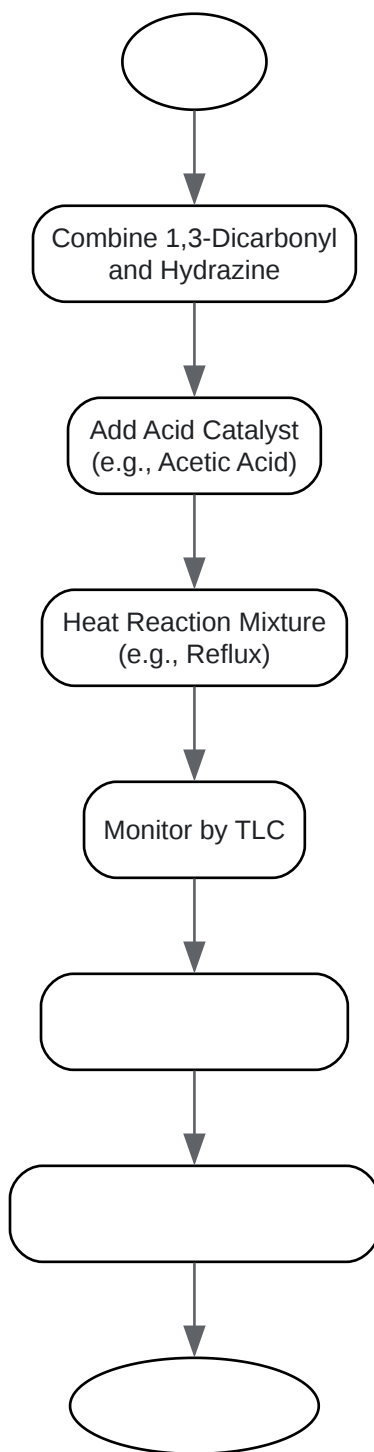 Combine 1,3-Dicarbonyl
and Hydrazine
Add Acid Catalyst
(e.g., Acetic Acid)
Heat Reaction Mixture
(e.g., Reflux)
Monitor by TLC